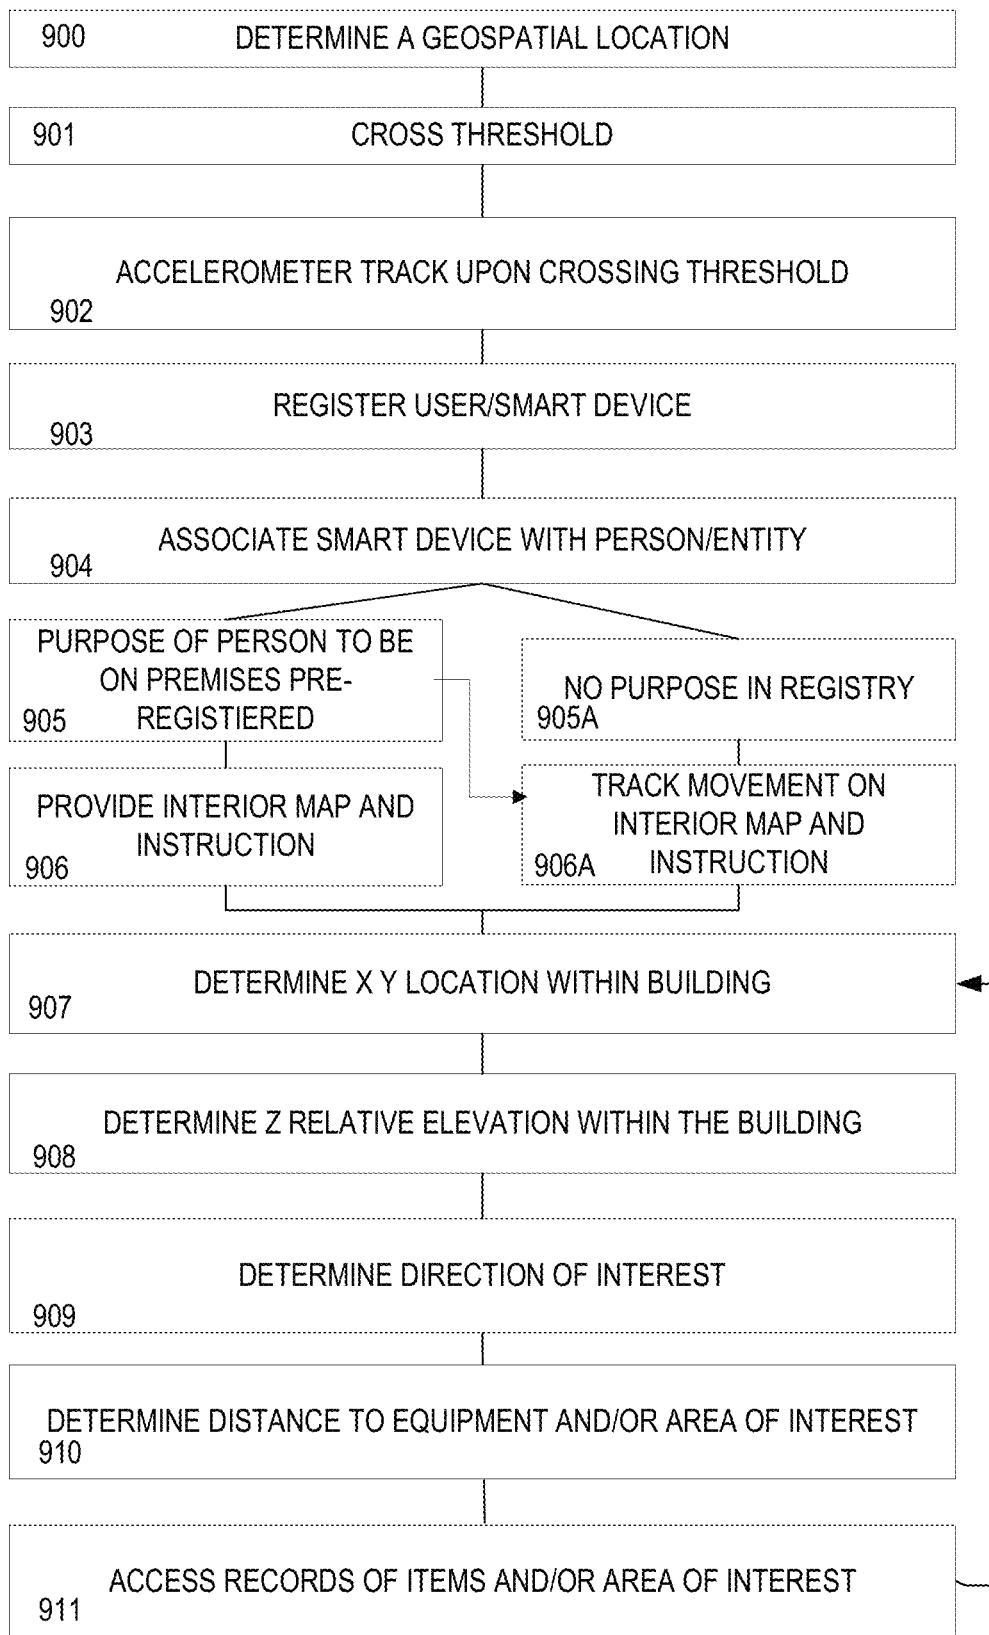 900
DETERMINE A GEOSPATIAL LOCATION
901
CROSS THRESHOLD
ACCELEROMETER TRACK UPON CROSSING THRESHOLD
902
REGISTER USER/SMART DEVICE
903
ASSOCIATE SMART DEVICE WITH PERSON/ENTITY
904
PURPOSE OF PERSON TO BE
ON PREMISES PRE-
REGISTIERED
905
NO PURPOSE IN REGISTRY
905A
PROVIDE INTERIOR MAP AND
INSTRUCTION
906
TRACK MOVEMENT ON
INTERIOR MAP AND
INSTRUCTION
906A
DETERMINE X Y LOCATION WITHIN BUILDING
907
DETERMINE Z RELATIVE ELEVATION WITHIN THE BUILDING
908
DETERMINE DIRECTION OF INTEREST
909
DETERMINE DISTANCE TO EQUIPMENT AND/OR AREA OF INTEREST
910
ACCESS RECORDS OF ITEMS AND/OR AREA OF INTEREST
911